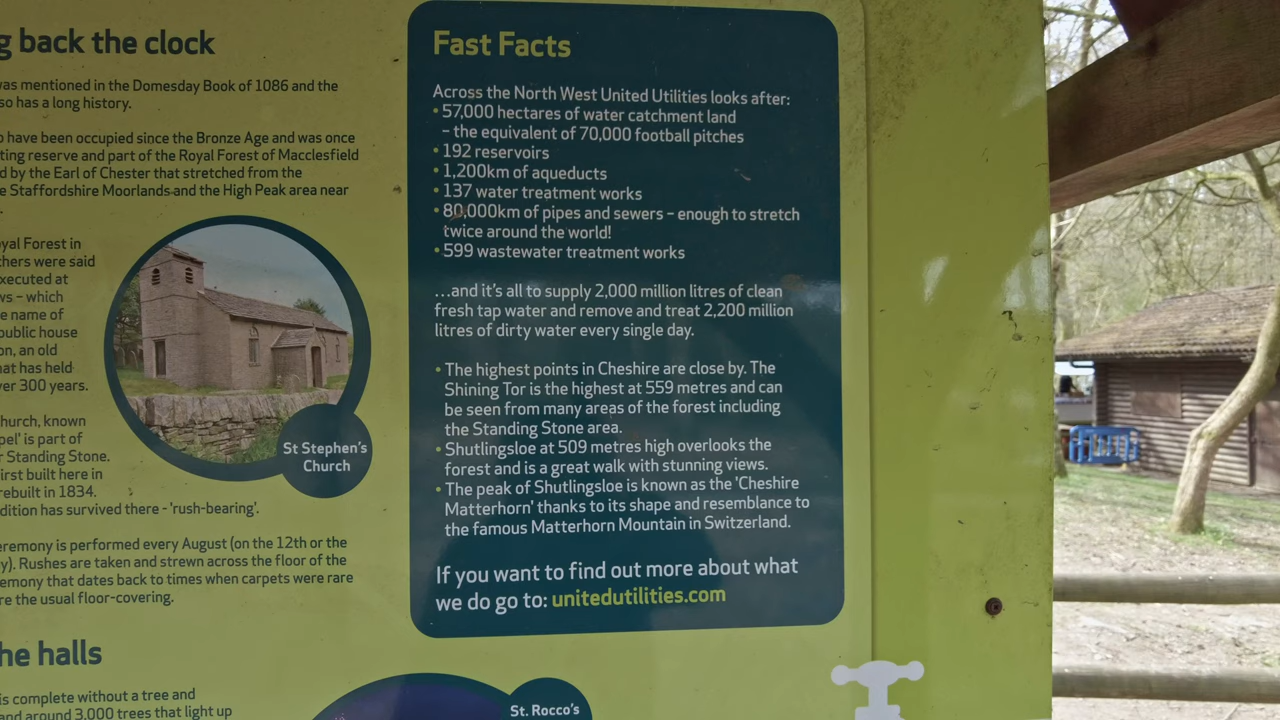 g back the clock
was mentioned in the Domesday Book of 1086 and the
so has a long history.
o have been occupied since the Bronze Age and was once
ting reserve and part of the Royal Forest of Macclesfield
d by the Earl of Chester that stretched from the
e Staffordshire Moorlands and the High Peak area near
.
oyal Forest in
thers were said
xecuted at
ws – which
e name of
public house
on, an old
hat has held
ver 300 years.
hurch, known
pel' is part of
r Standing Stone.
first built here in
rebuilt in 1834.
dition has survived there - 'rush-bearing'.
eremony is performed every August (on the 12th or the
y). Rushes are taken and strewn across the floor of the
emony that dates back to times when carpets were rare
re the usual floor-covering.
St Stephen's
Church
he halls
is complete without a tree and
and around 3,000 trees that light up
Fast Facts
Across the North West United Utilities looks after:
• 57,000 hectares of water catchment land
– the equivalent of 70,000 football pitches
• 192 reservoirs
• 1,200km of aqueducts
• 137 water treatment works
• 80,000km of pipes and sewers – enough to stretch
twice around the world!
• 599 wastewater treatment works
...and it's all to supply 2,000 million litres of clean
fresh tap water and remove and treat 2,200 million
litres of dirty water every single day.
• The highest points in Cheshire are close by. The
Shining Tor is the highest at 559 metres and can
be seen from many areas of the forest including
the Standing Stone area.
• Shutlingsloe at 509 metres high overlooks the
forest and is a great walk with stunning views.
• The peak of Shutlingsloe is known as the 'Cheshire
Matterhorn' thanks to its shape and resemblance to
the famous Matterhorn Mountain in Switzerland.
If you want to find out more about what
we do go to: unitedutilities.com
St. Rocco's